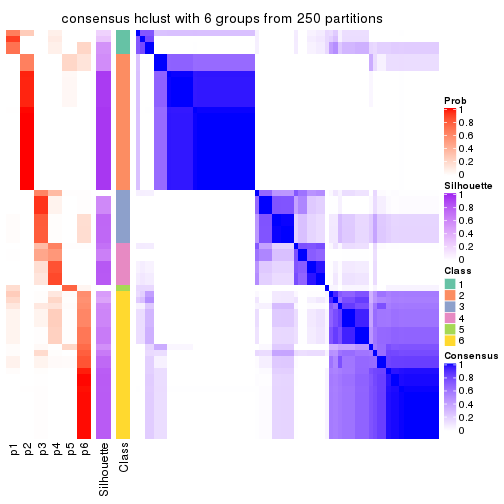 consensus hclust with 6 groups from 250 partitions
Prob
1
0.8
0.6
0.4
0.2
0
Silhouette
1
0.8
0.6
0.4
0.2
0
Class
1
2
3
4
5
6
Consensus
1
0.8
0.6
0.4
0.2
0
p1
p2
p3
p4
p5
p6
Silhouette
Class